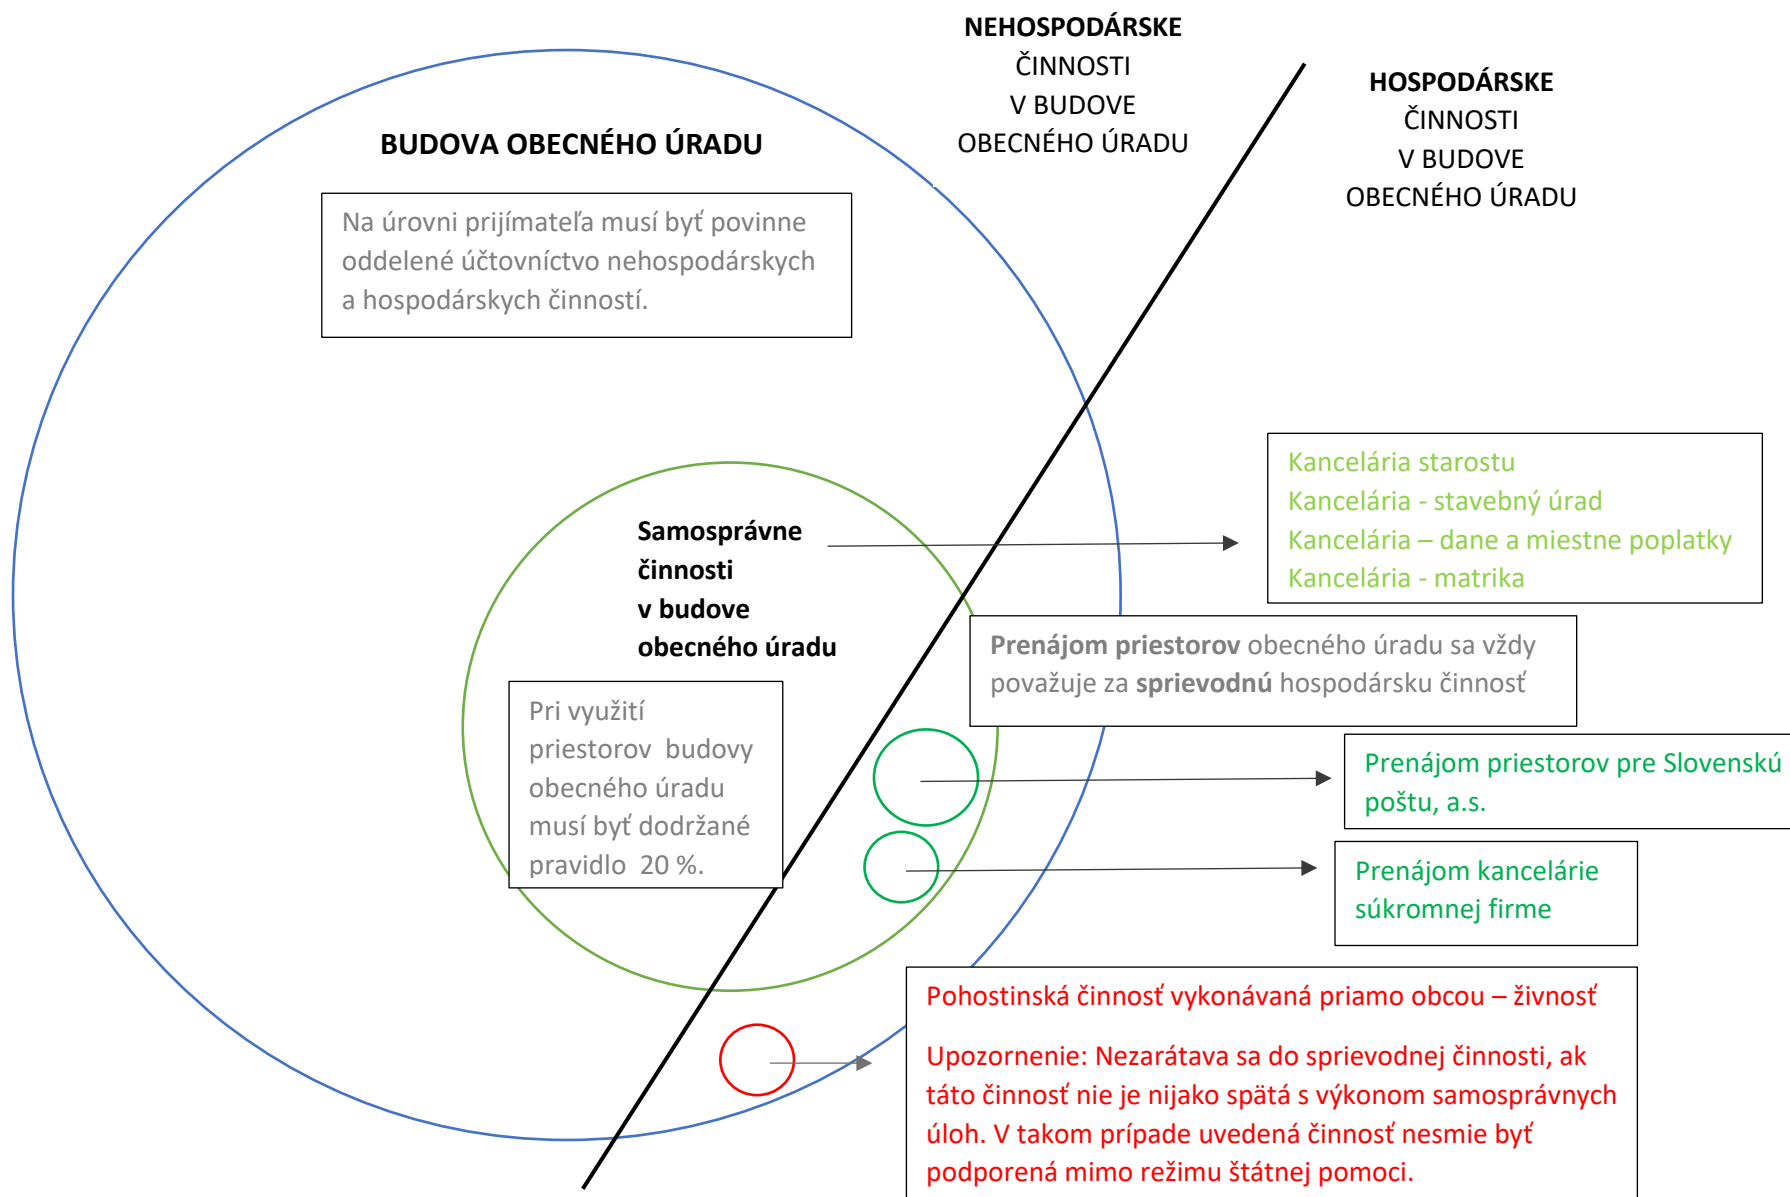 NEHOSPODÁRSKE
ČINNOSTI
V BUDOVE
OBECNÉHO ÚRADU
HOSPODÁRSKE
ČINNOSTI
V BUDOVE
OBECNÉHO ÚRADU
BUDOVA OBECNÉHO ÚRADU
Na úrovni prijímateľa musí byť povinne
oddelené účtovníctvo nehospodárskych
a hospodárskych činností.
Kancelária starostu
Kancelária - stavebný úrad
Kancelária – dane a miestne poplatky
Kancelária - matrika
Samosprávne
činnosti
v budove
obecného úradu
Prenájom priestorov obecného úradu sa vždy
považuje za sprievodnú hospodársku činnosť
Pri využití
priestorov budovy
obecného úradu
musí byť dodržané
pravidlo 20 %.
Prenájom priestorov pre Slovenskú
poštu, a.s.
Prenájom kancelárie
súkromnej firme
Pohostinská činnosť vykonávaná priamo obcou – živnosť
Upozornenie: Nezarátava sa do sprievodnej činnosti, ak
táto činnosť nie je nijako spätá s výkonom samosprávnych
úloh. V takom prípade uvedená činnosť nesmie byť
podporená mimo režimu štátnej pomoci.